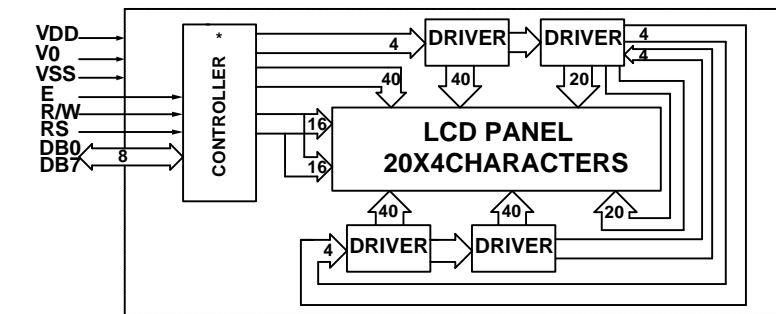 VDD
V0
VSS
E
R/W
RS
DB0
DB7
8
CONTROLLER *
4
DRIVER
DRIVER
4
4
40
40
20
16
16
LCD PANEL
20X4CHARACTERS
40
40
20
4
DRIVER
DRIVER